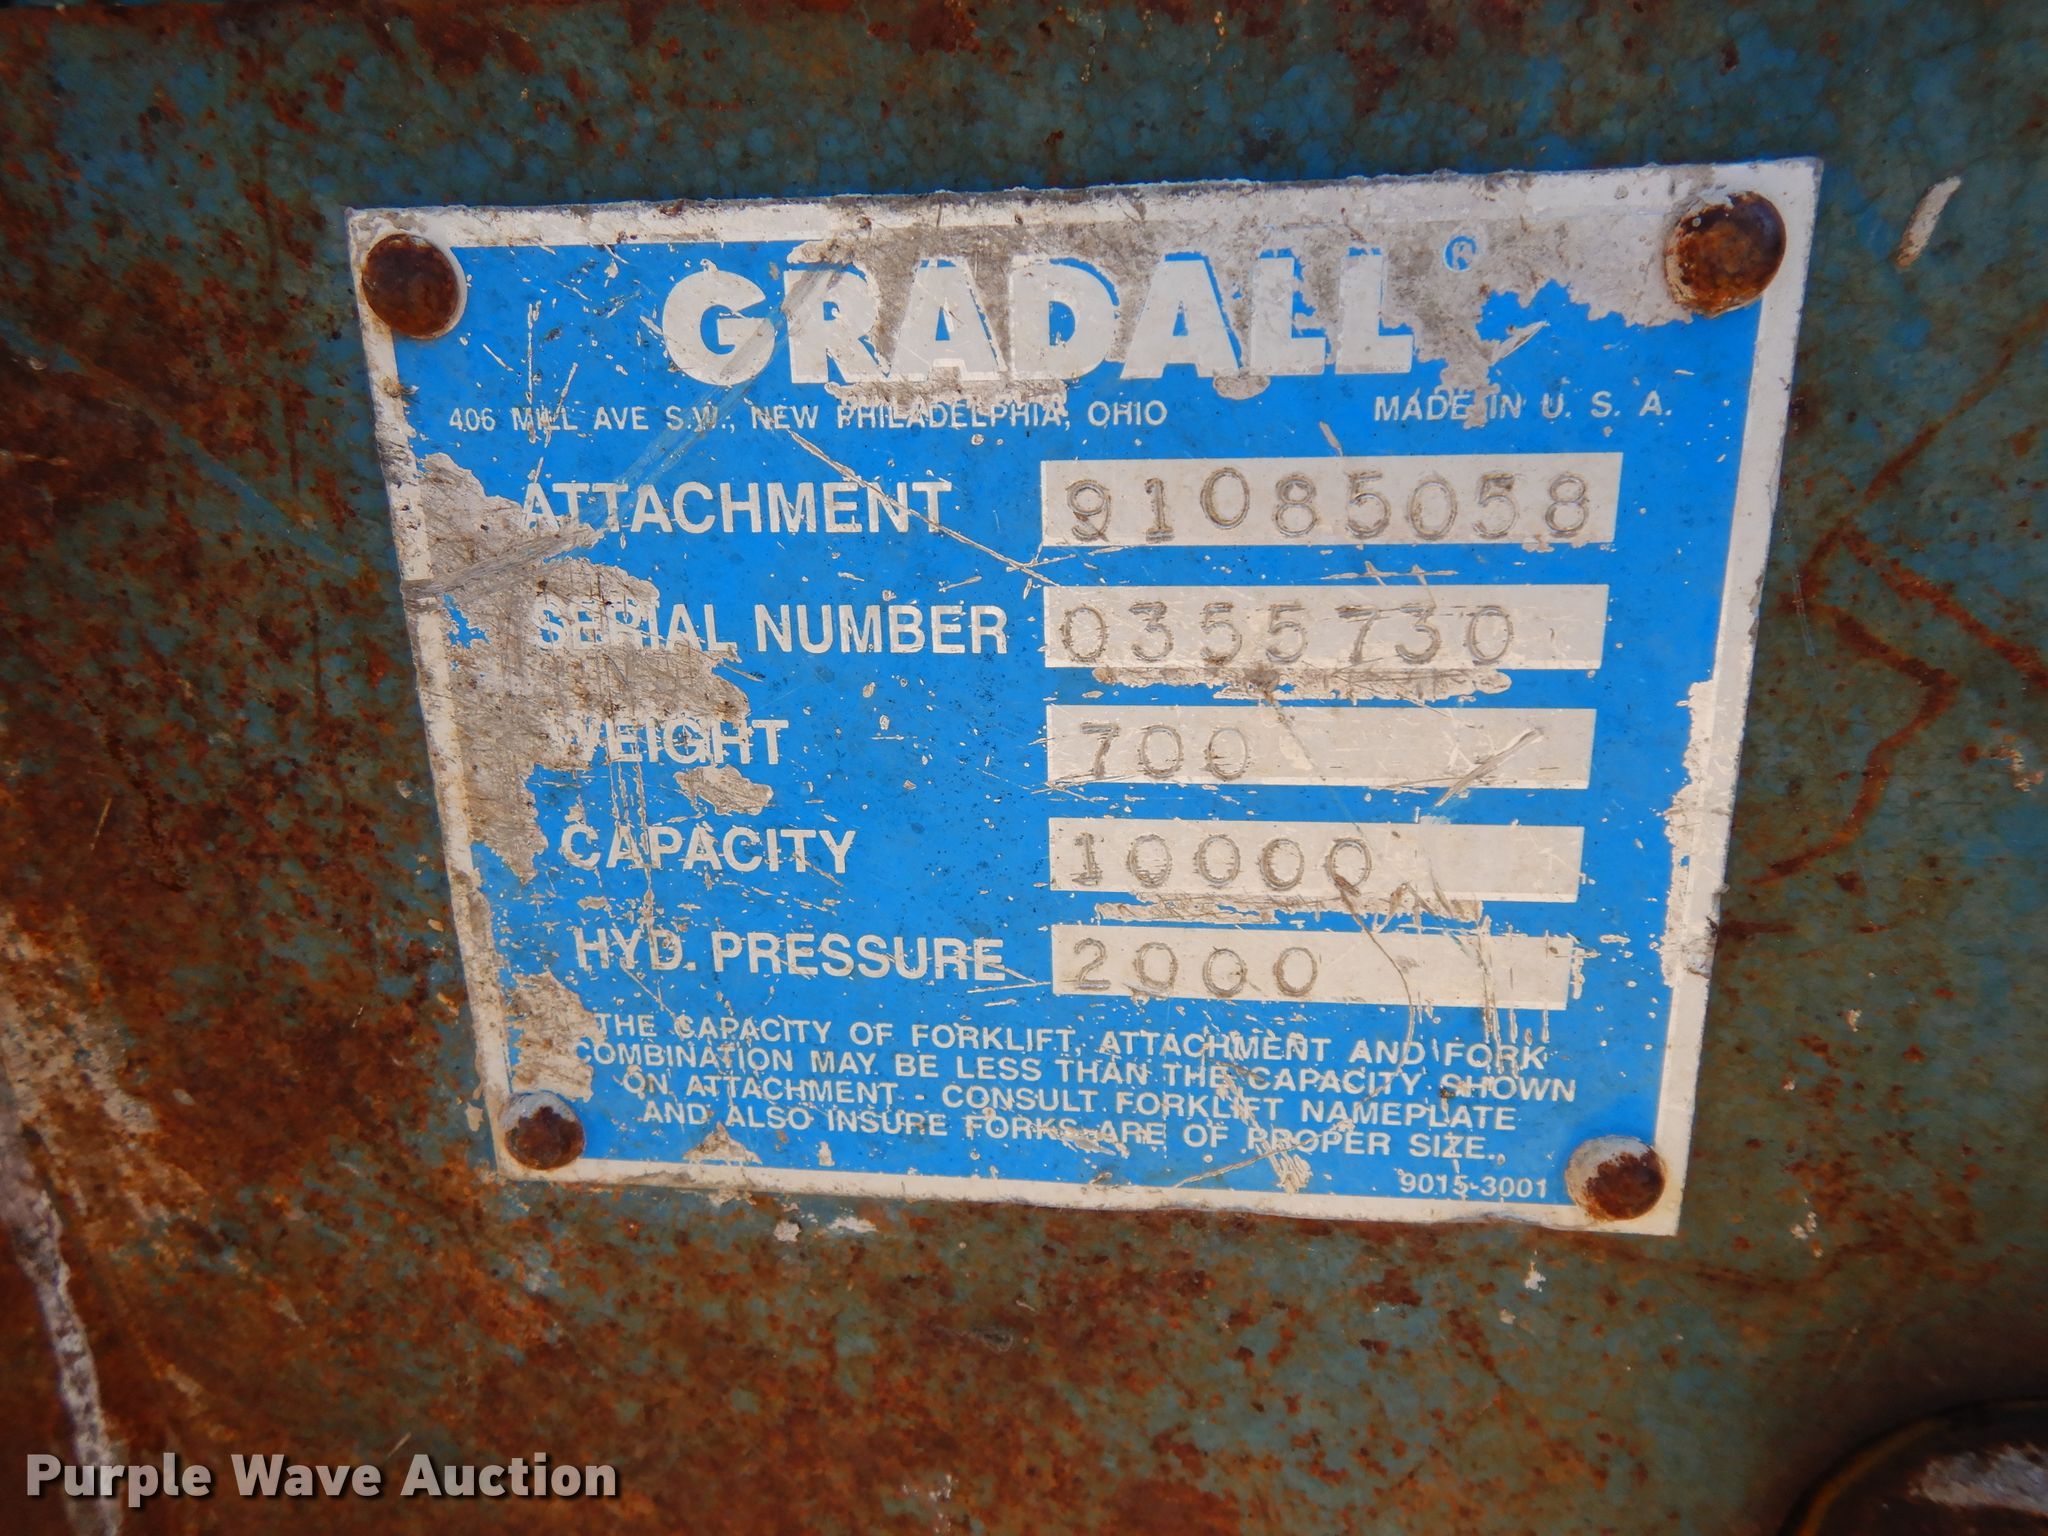 GRADALL®
406 MILL AVE S.W., NEW PHILADELPHIA, OHIO MADE IN U. S. A.
ATTACHMENT 91085058
SERIAL NUMBER 0355730
WEIGHT 700
CAPACITY 10000
HYD. PRESSURE 2000
THE CAPACITY OF FORKLIFT, ATTACHMENT AND FORK
COMBINATION MAY BE LESS THAN THE CAPACITY SHOWN
ON ATTACHMENT - CONSULT FORKLIFT NAMEPLATE
AND ALSO INSURE FORKS ARE OF PROPER SIZE.
9015-3001
Purple Wave Auction